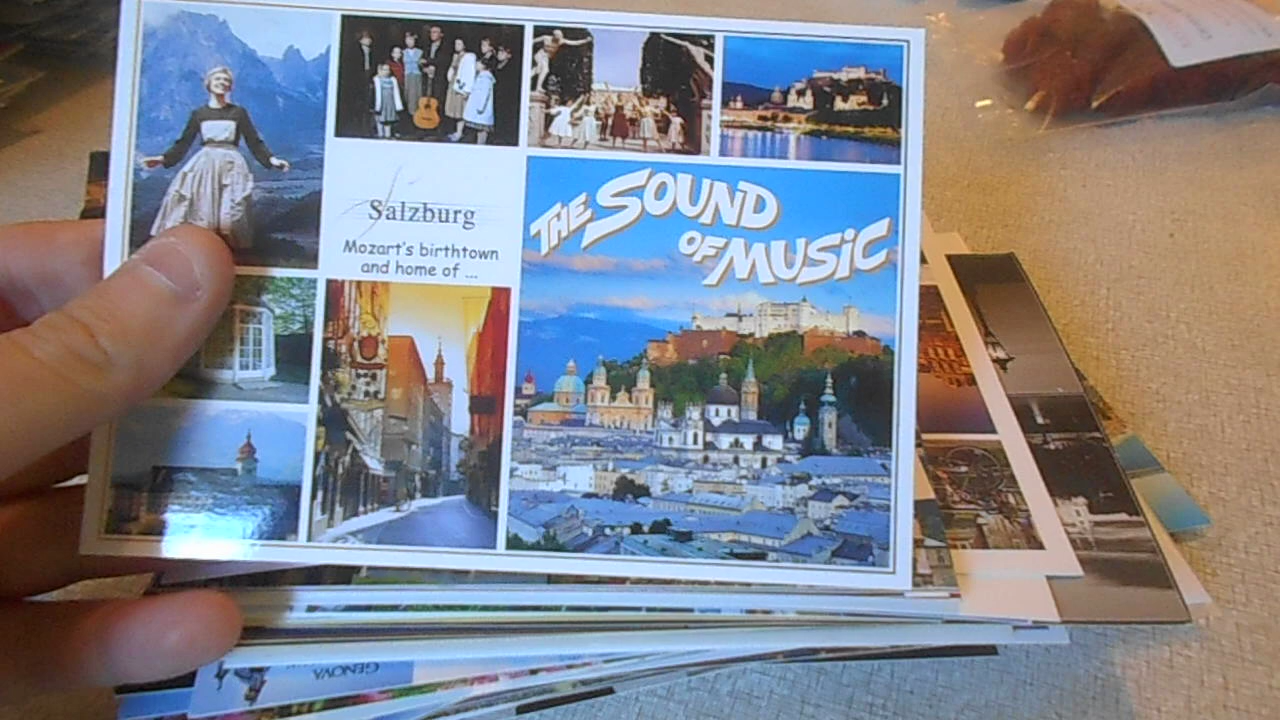 Salzburg
Mozart's birthtown
and home of ...
THE SOUND
OF MUSIC
GENOVA